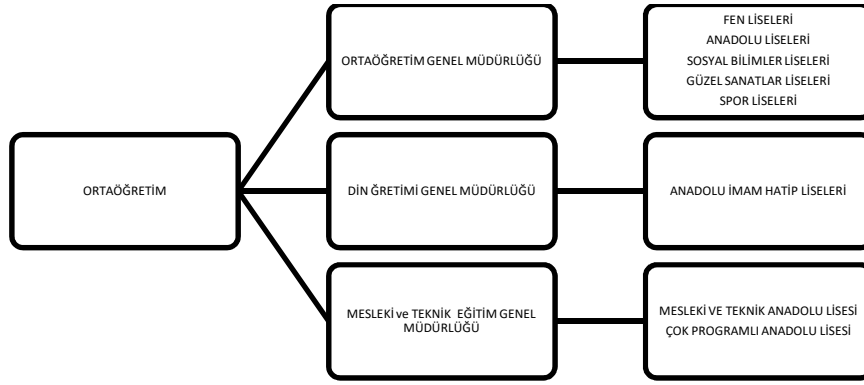 ORTAÖĞRETİM
ORTAÖĞRETİM GENEL MÜDÜRLÜĞÜ
FEN LİSELERİ
ANADOLU LİSELERİ
SOSYAL BİLİMLER LİSELERİ
GÜZEL SANATLAR LİSELERİ
SPOR LİSELERİ
DİN ĞRETİMİ GENEL MÜDÜRLÜĞÜ
ANADOLU İMAM HATİP LİSELERİ
MESLEKİ ve TEKNİK EĞİTİM GENEL
MÜDÜRLÜĞÜ
MESLEKİ VE TEKNİK ANADOLU LİSESİ
ÇOK PROGRAMLI ANADOLU LİSESİ